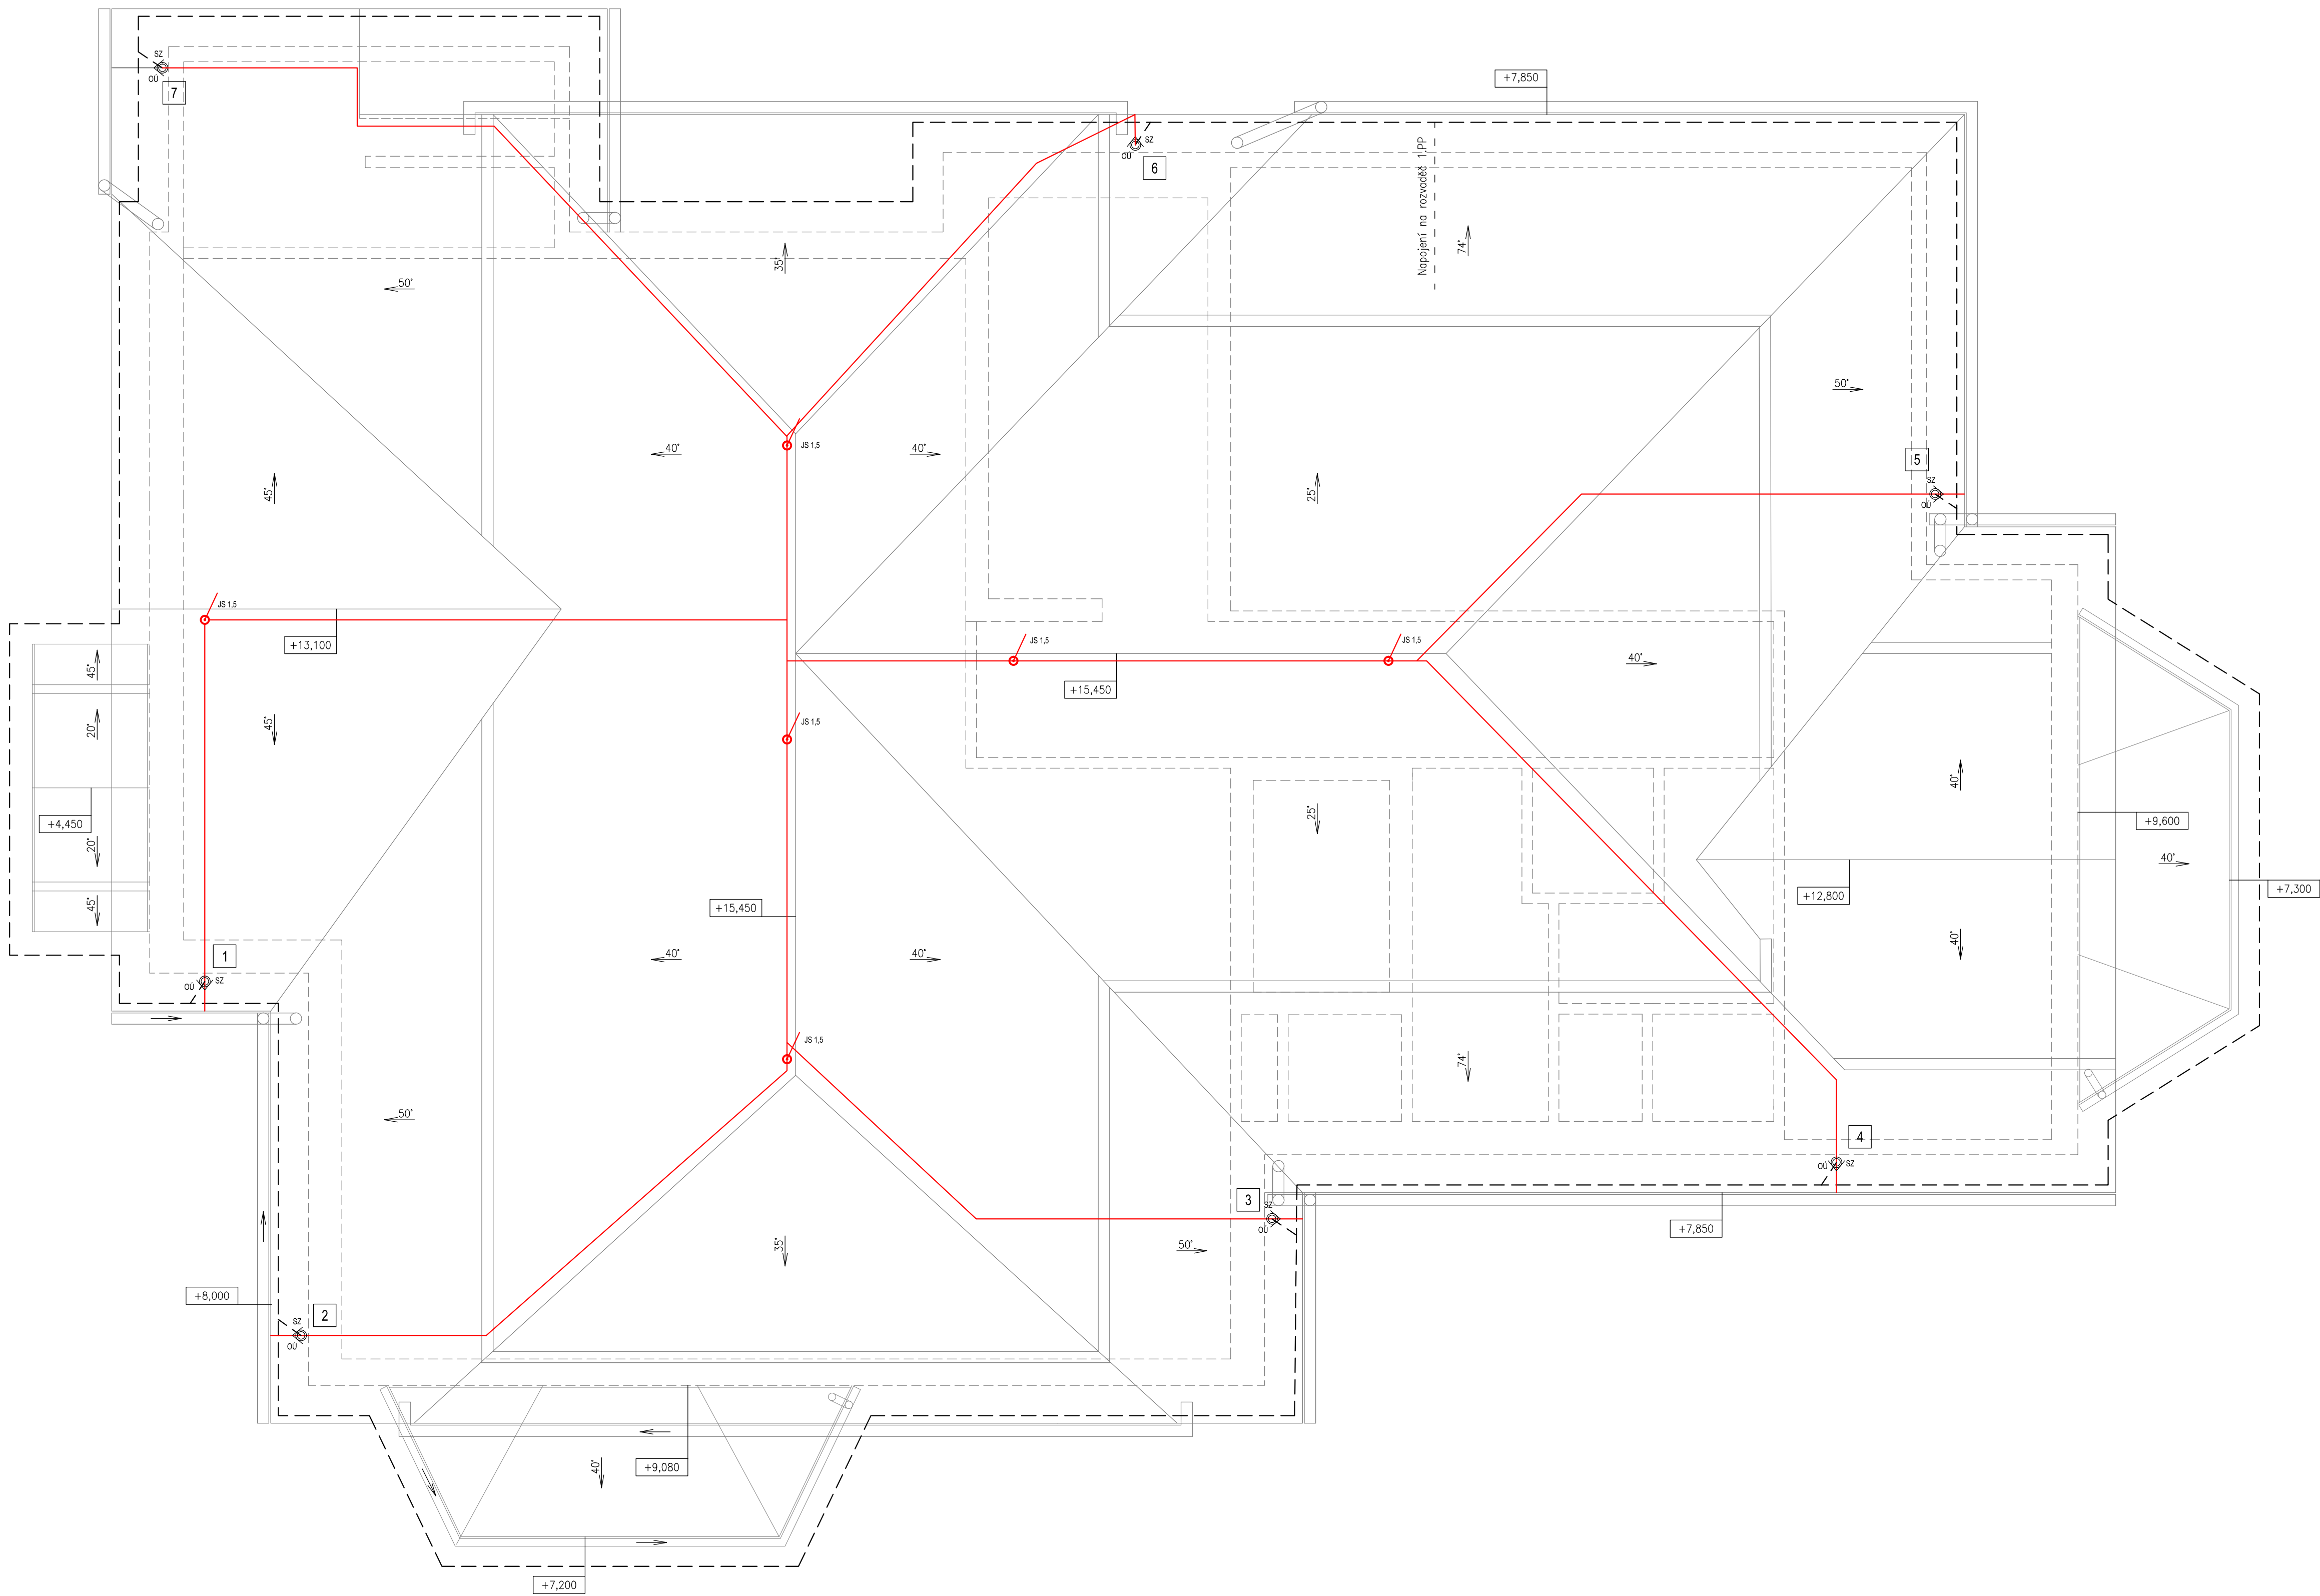 +7,850
SZ
OÚ
7
SZ
OÚ
6
Napojení na rozvaděč 1.PP
74°
35°
50°
50°
40°
40°
5
SZ
OÚ
45°
25°
JS 1,5
JS 1,5
+13,100
JS 1,5
JS 1,5
45°
40°
+15,450
20°
45°
JS 1,5
40°
+4,450
20°
25°
+9,600
40°
+7,300
+12,800
45°
+15,450
40°
1
OÚ
SZ
40°
40°
JS 1,5
74°
50°
4
OÚ
SZ
3
SZ
OÚ
+7,850
35°
50°
+8,000
2
SZ
OÚ
40°
+9,080
+7,200